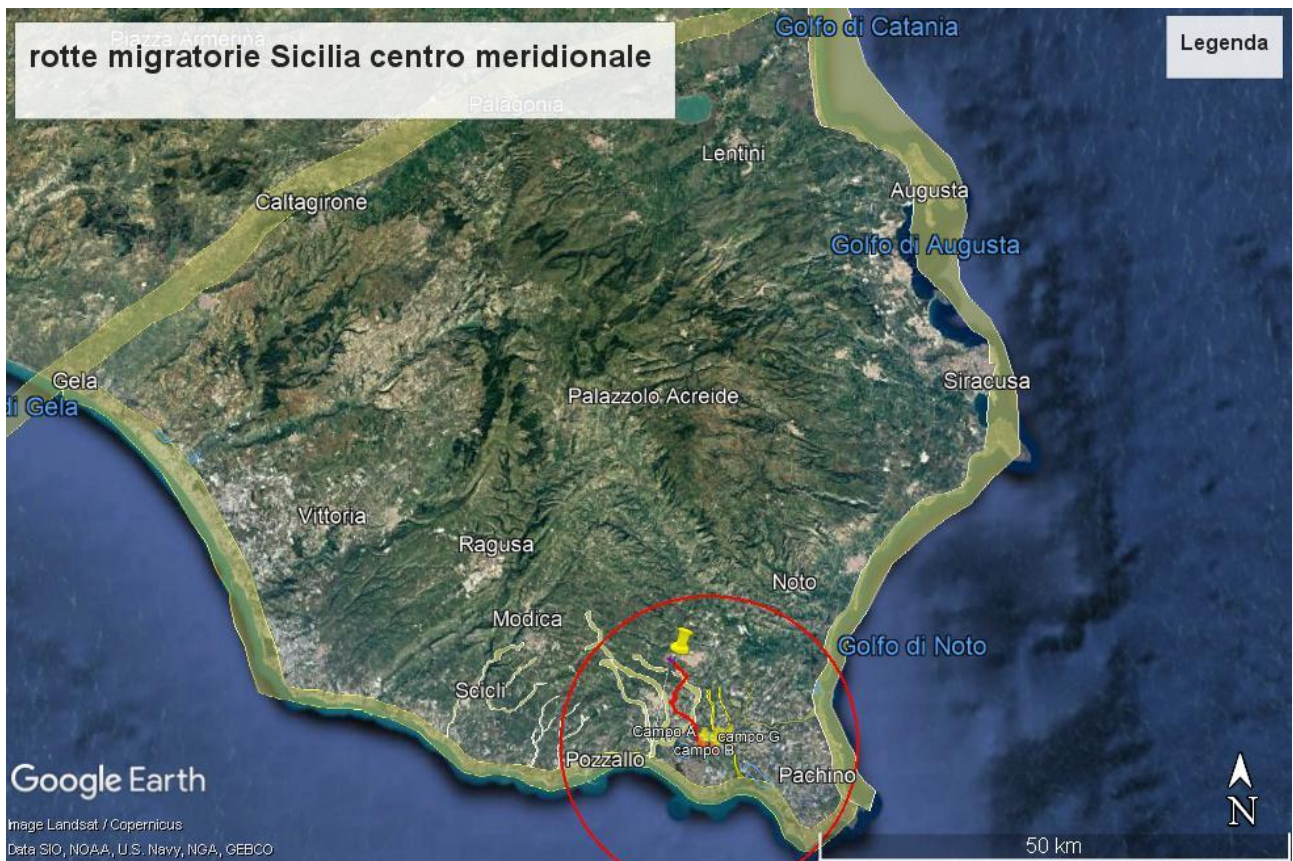 Golfo di Catania
Piazza Armerina
rotte migratorie Sicilia centro meridionale
Legenda
Palagonia
Lentini
Caltagirone
Augusta
Golfo di Augusta
Gela
di Gela
Siracusa
Palazzolo Acreide
Vittoria
Ragusa
Noto
Modica
Golfo di Noto
Scicli
Campo A
campo G
campo B
Pozzallo
Pachino
Google Earth
Image Landsat / Copernicus
Data SIO, NOAA, U.S. Navy, NGA, GEBCO
N
50 km